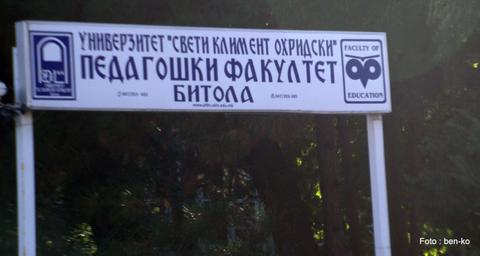 УНИВЕРЗИТЕТ "СВЕТИ КЛИМЕНТ ОХРИДСКИ"
ПЕДАГОШКИ ФАКУЛТЕТ
БИТОЛА
FACULTY OF
EDUCATION
Foto : ben-ko